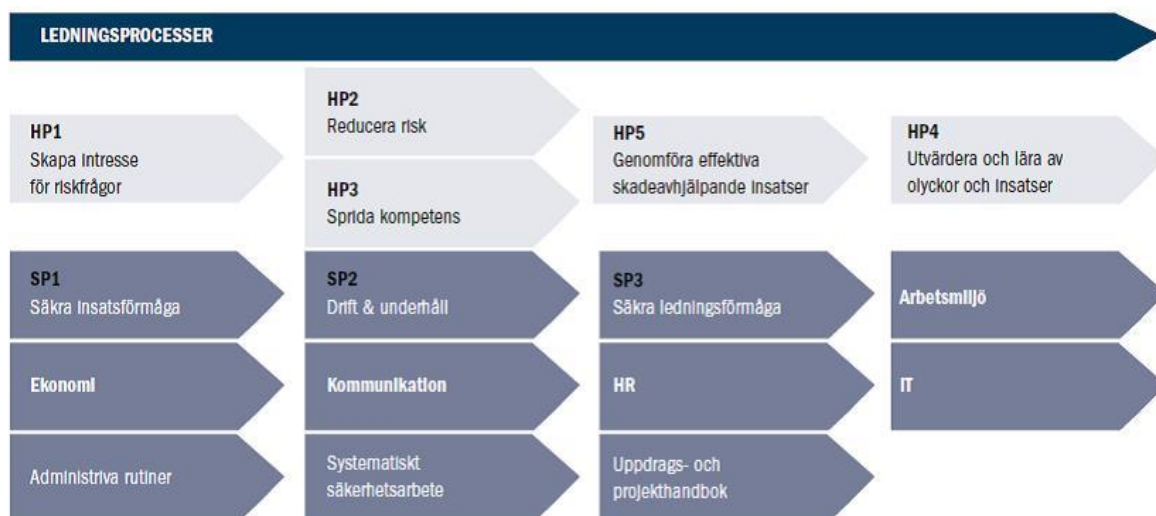 LEDNINGSPROCESSER
HP1
Skapa intresse
för riskfrågor
HP2
Reducera risk
HP3
Sprida kompetens
HP5
Genomföra effektiva
skadeavhjälpande insatser
HP4
Utvärdera och lära av
olyckor och insatser
SP1
Säkra insatsförmåga
SP2
Drift & underhåll
SP3
Säkra ledningsförmåga
Arbetsmiljö
Ekonomi
Kommunikation
HR
IT
Administriva rutiner
Systematiskt
säkerhetsarbete
Uppdrags- och
projekthandbok